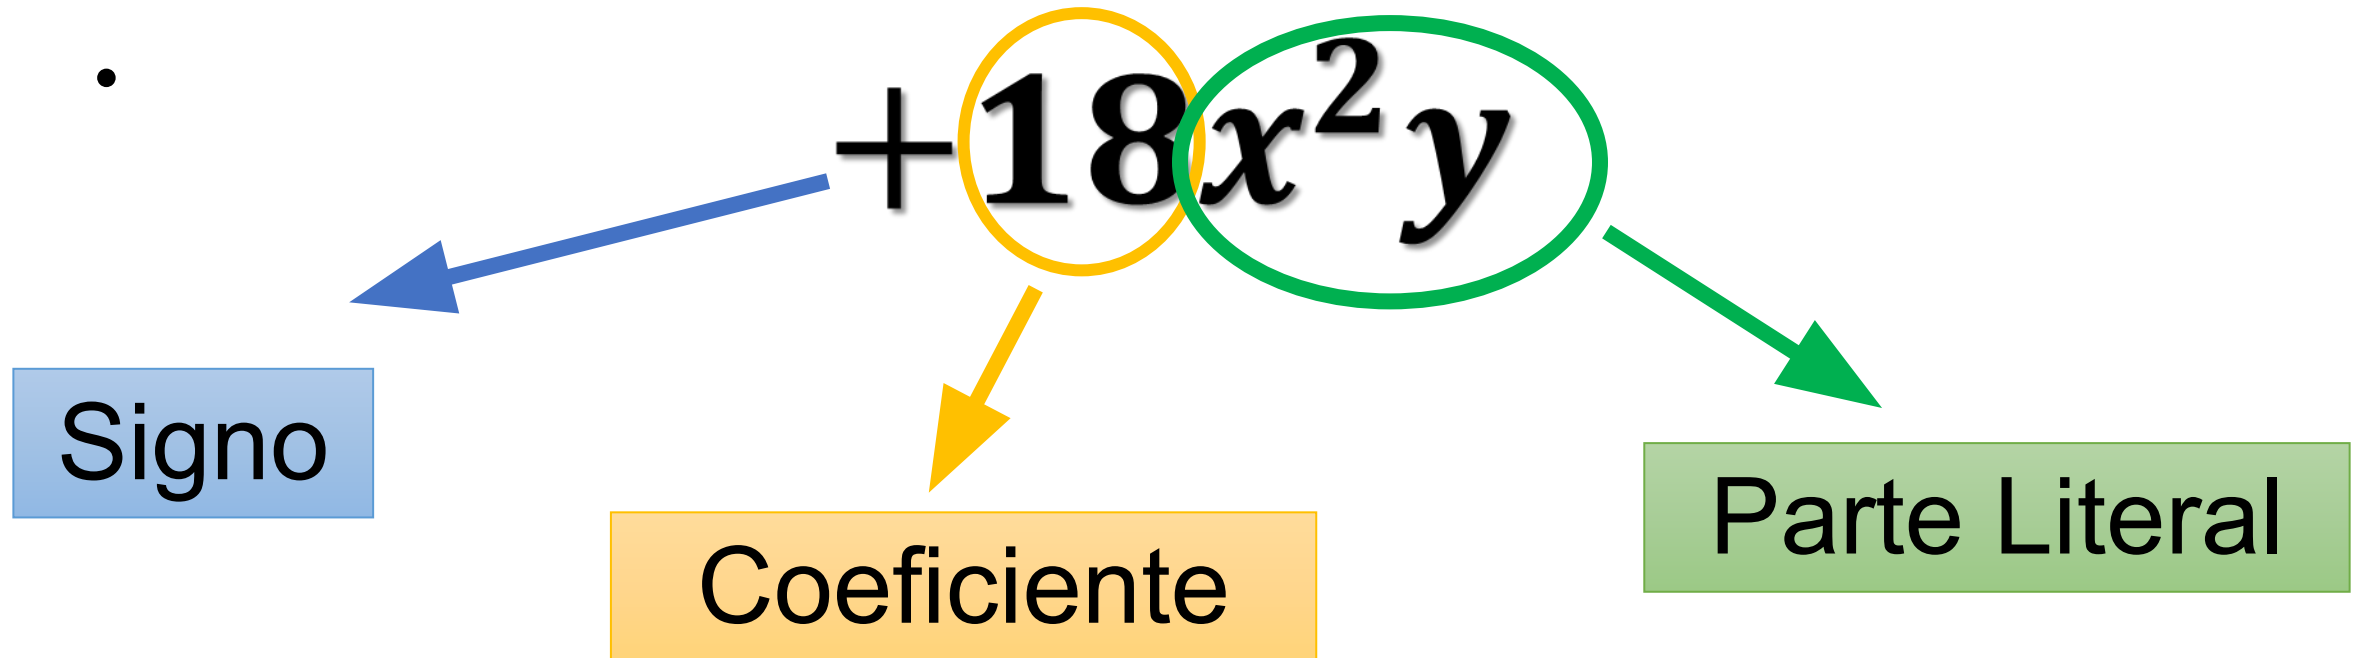 • +18x²y
Signo
Coeficiente
Parte Literal